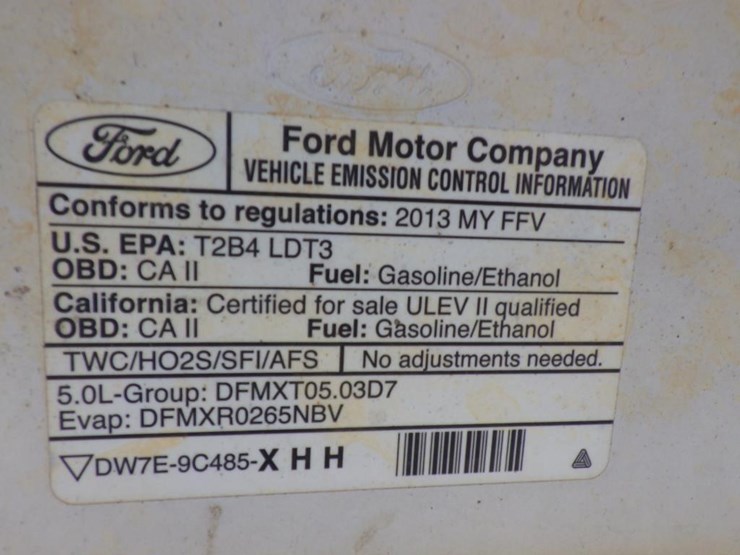 Ford
Ford Motor Company
VEHICLE EMISSION CONTROL INFORMATION
Conforms to regulations: 2013 MY FFV
U.S. EPA: T2B4 LDT3
OBD: CA II Fuel: Gasoline/Ethanol
California: Certified for sale ULEV II qualified
OBD: CA II Fuel: Gasoline/Ethanol
TWC/HO2S/SFI/AFS No adjustments needed.
5.0L-Group: DFMXT05.03D7
Evap: DFMXR0265NBV
DW7E-9C485-X H H